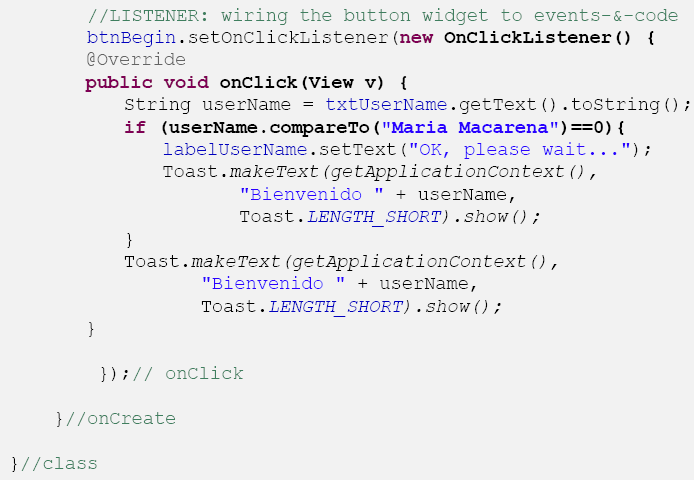 //LISTENER: wiring the button widget to events-&-code
btnBegin.setOnClickListener(new OnClickListener() {
@Override
public void onClick(View v) {
String userName = txtUserName.getText().toString();
if (userName.compareTo("Maria Macarena")==0){
labelUserName.setText("OK, please wait...");
Toast.makeText(getApplicationContext(),
"Bienvenido " + userName,
Toast.LENGTH_SHORT).show();
}
Toast.makeText(getApplicationContext(),
"Bienvenido " + userName,
Toast.LENGTH_SHORT).show();
}
});// onClick
}//onCreate
}//class